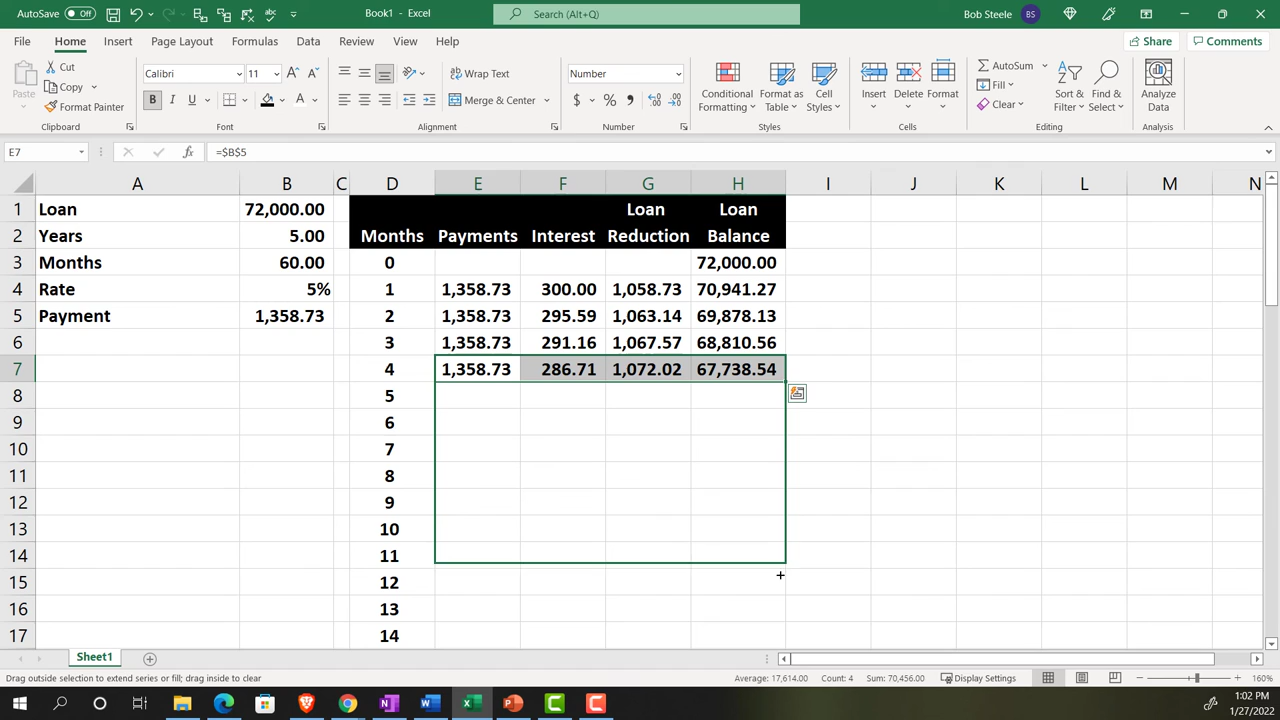 AutoSave Off Book1 - Excel Search (Alt+Q) Bob Steele BS
File Home Insert Page Layout Formulas Data Review View Help Share Comments
Paste Cut Copy Format Painter Clipboard
Calibri 11 B I U A Font
Wrap Text Merge & Center Alignment
Number $ % , Number
Conditional Formatting Format as Table Cell Styles Styles
Insert Delete Format Cells
AutoSum Fill Clear Sort & Filter Find & Select Editing
Analyze Data Analysis
E7 fx =$B$5
A B C D E F G H I J K L M N
1 Loan 72,000.00 Loan Loan
2 Years 5.00 Months Payments Interest Reduction Balance
3 Months 60.00 0 72,000.00
4 Rate 5% 1 1,358.73 300.00 1,058.73 70,941.27
5 Payment 1,358.73 2 1,358.73 295.59 1,063.14 69,878.13
6 3 1,358.73 291.16 1,067.57 68,810.56
7 4 1,358.73 286.71 1,072.02 67,738.54
8 5
9 6
10 7
11 8
12 9
13 10
14 11
15 12
16 13
17 14
Sheet1
Drag outside selection to extend series or fill; drag inside to clear Average: 17,614.00 Count: 4 Sum: 70,456.00 Display Settings 160%
1:02 PM
1/27/2022